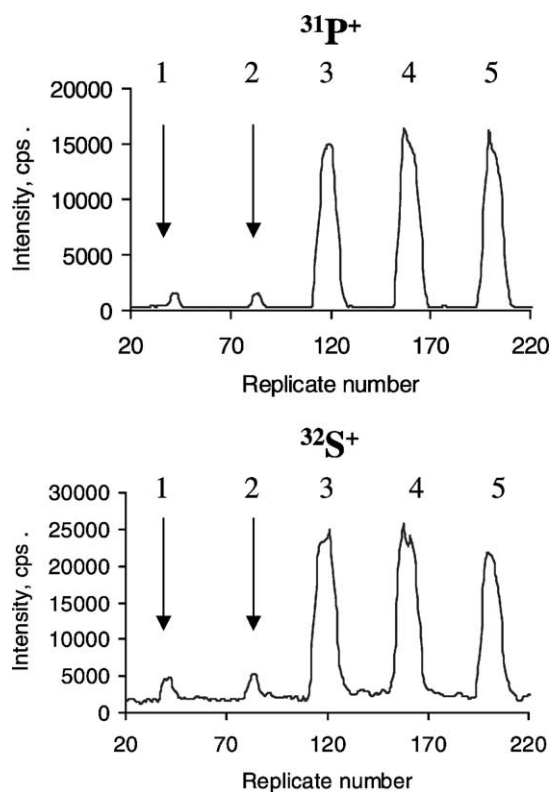 ³¹P⁺
1 2 3 4 5
20000
15000
10000
5000
0
Intensity, cps .
20 70 120 170 220
Replicate number
³²S⁺
1 2 3 4 5
30000
25000
20000
15000
10000
5000
0
Intensity, cps .
20 70 120 170 220
Replicate number